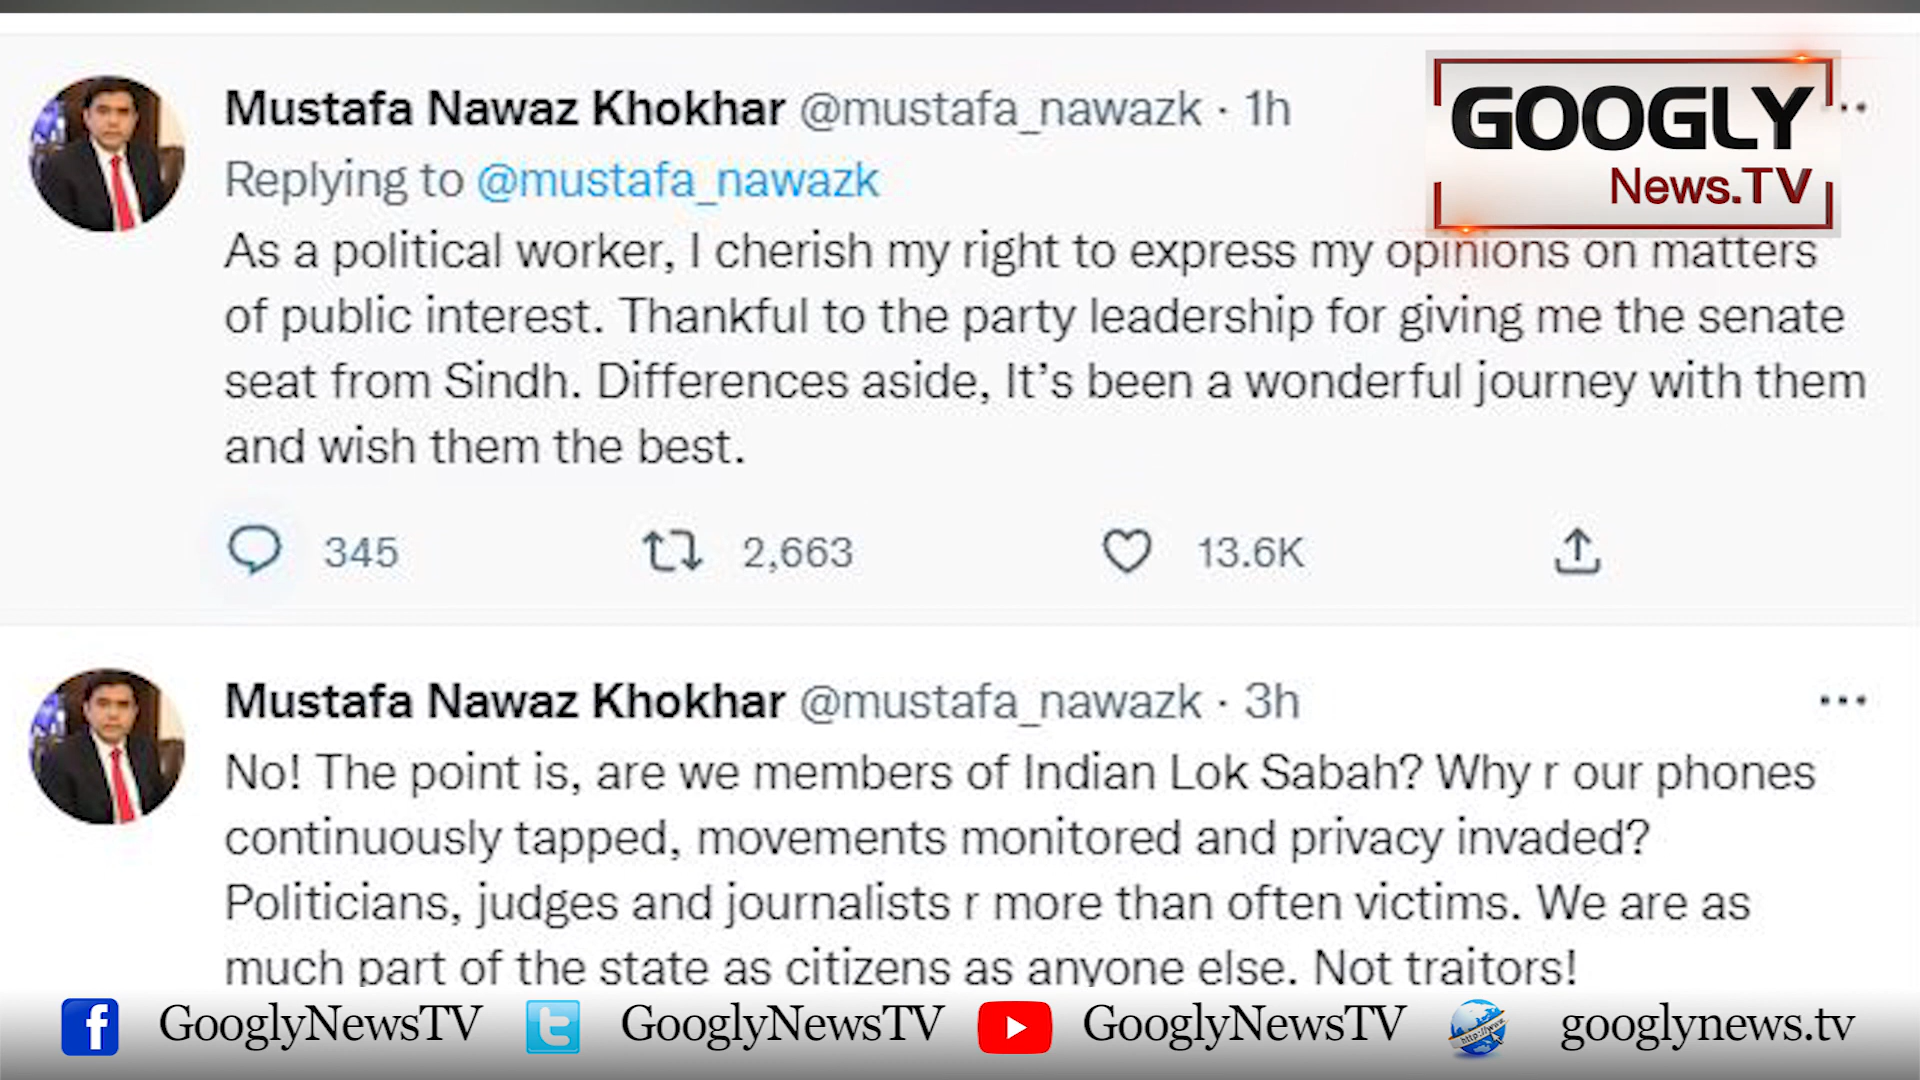 Mustafa Nawaz Khokhar @mustafa_nawazk · 1h
GOOGLY
News.TV
Replying to @mustafa_nawazk
As a political worker, I cherish my right to express my opinions on matters
of public interest. Thankful to the party leadership for giving me the senate
seat from Sindh. Differences aside, It's been a wonderful journey with them
and wish them the best.
345 2,663 13.6K
Mustafa Nawaz Khokhar @mustafa_nawazk · 3h
No! The point is, are we members of Indian Lok Sabah? Why r our phones
continuously tapped, movements monitored and privacy invaded?
Politicians, judges and journalists r more than often victims. We are as
much part of the state as citizens as anyone else. Not traitors!
GooglyNewsTV GooglyNewsTV GooglyNewsTV http://www googlynews.tv